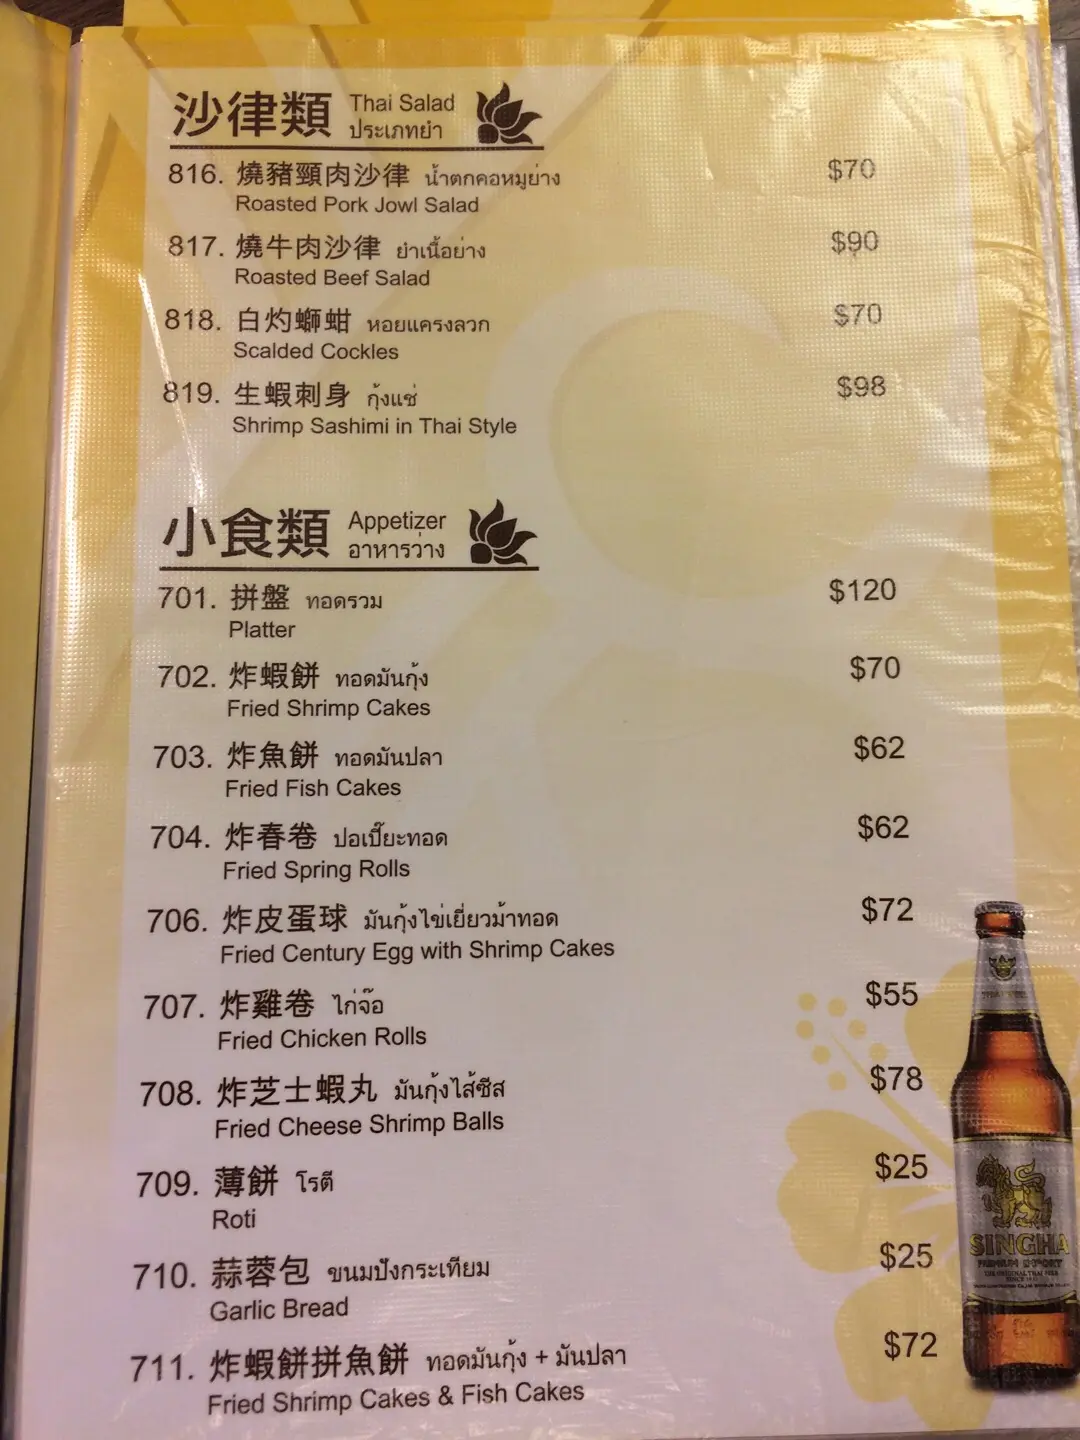 沙律類 Thai Salad
ประเภทยำ
816. 燒豬頸肉沙律 น้ำตกคอหมูย่าง $70
Roasted Pork Jowl Salad
817. 燒牛肉沙律 ยำเนื้อย่าง $90
Roasted Beef Salad
818. 白灼螄蚶 หอยแครงลวก $70
Scalded Cockles
819. 生蝦刺身 กุ้งแช่ $98
Shrimp Sashimi in Thai Style
小食類 Appetizer
อาหารว่าง
701. 拼盤 ทอดรวม $120
Platter
702. 炸蝦餅 ทอดมันกุ้ง $70
Fried Shrimp Cakes
703. 炸魚餅 ทอดมันปลา $62
Fried Fish Cakes
704. 炸春卷 ปอเปี๊ยะทอด $62
Fried Spring Rolls
706. 炸皮蛋球 มันกุ้งไข่เยี่ยวม้าทอด $72
Fried Century Egg with Shrimp Cakes
707. 炸雞卷 ไก่จ๊อ $55
Fried Chicken Rolls
708. 炸芝士蝦丸 มันกุ้งไส้ซีส $78
Fried Cheese Shrimp Balls
709. 薄餅 โรตี $25
Roti
710. 蒜蓉包 ขนมปังกระเทียม $25
Garlic Bread
711. 炸蝦餅拼魚餅 ทอดมันกุ้ง + มันปลา $72
Fried Shrimp Cakes & Fish Cakes
SINGHA
PREMIUM IMPORT
THE ORIGINAL THAI BEER